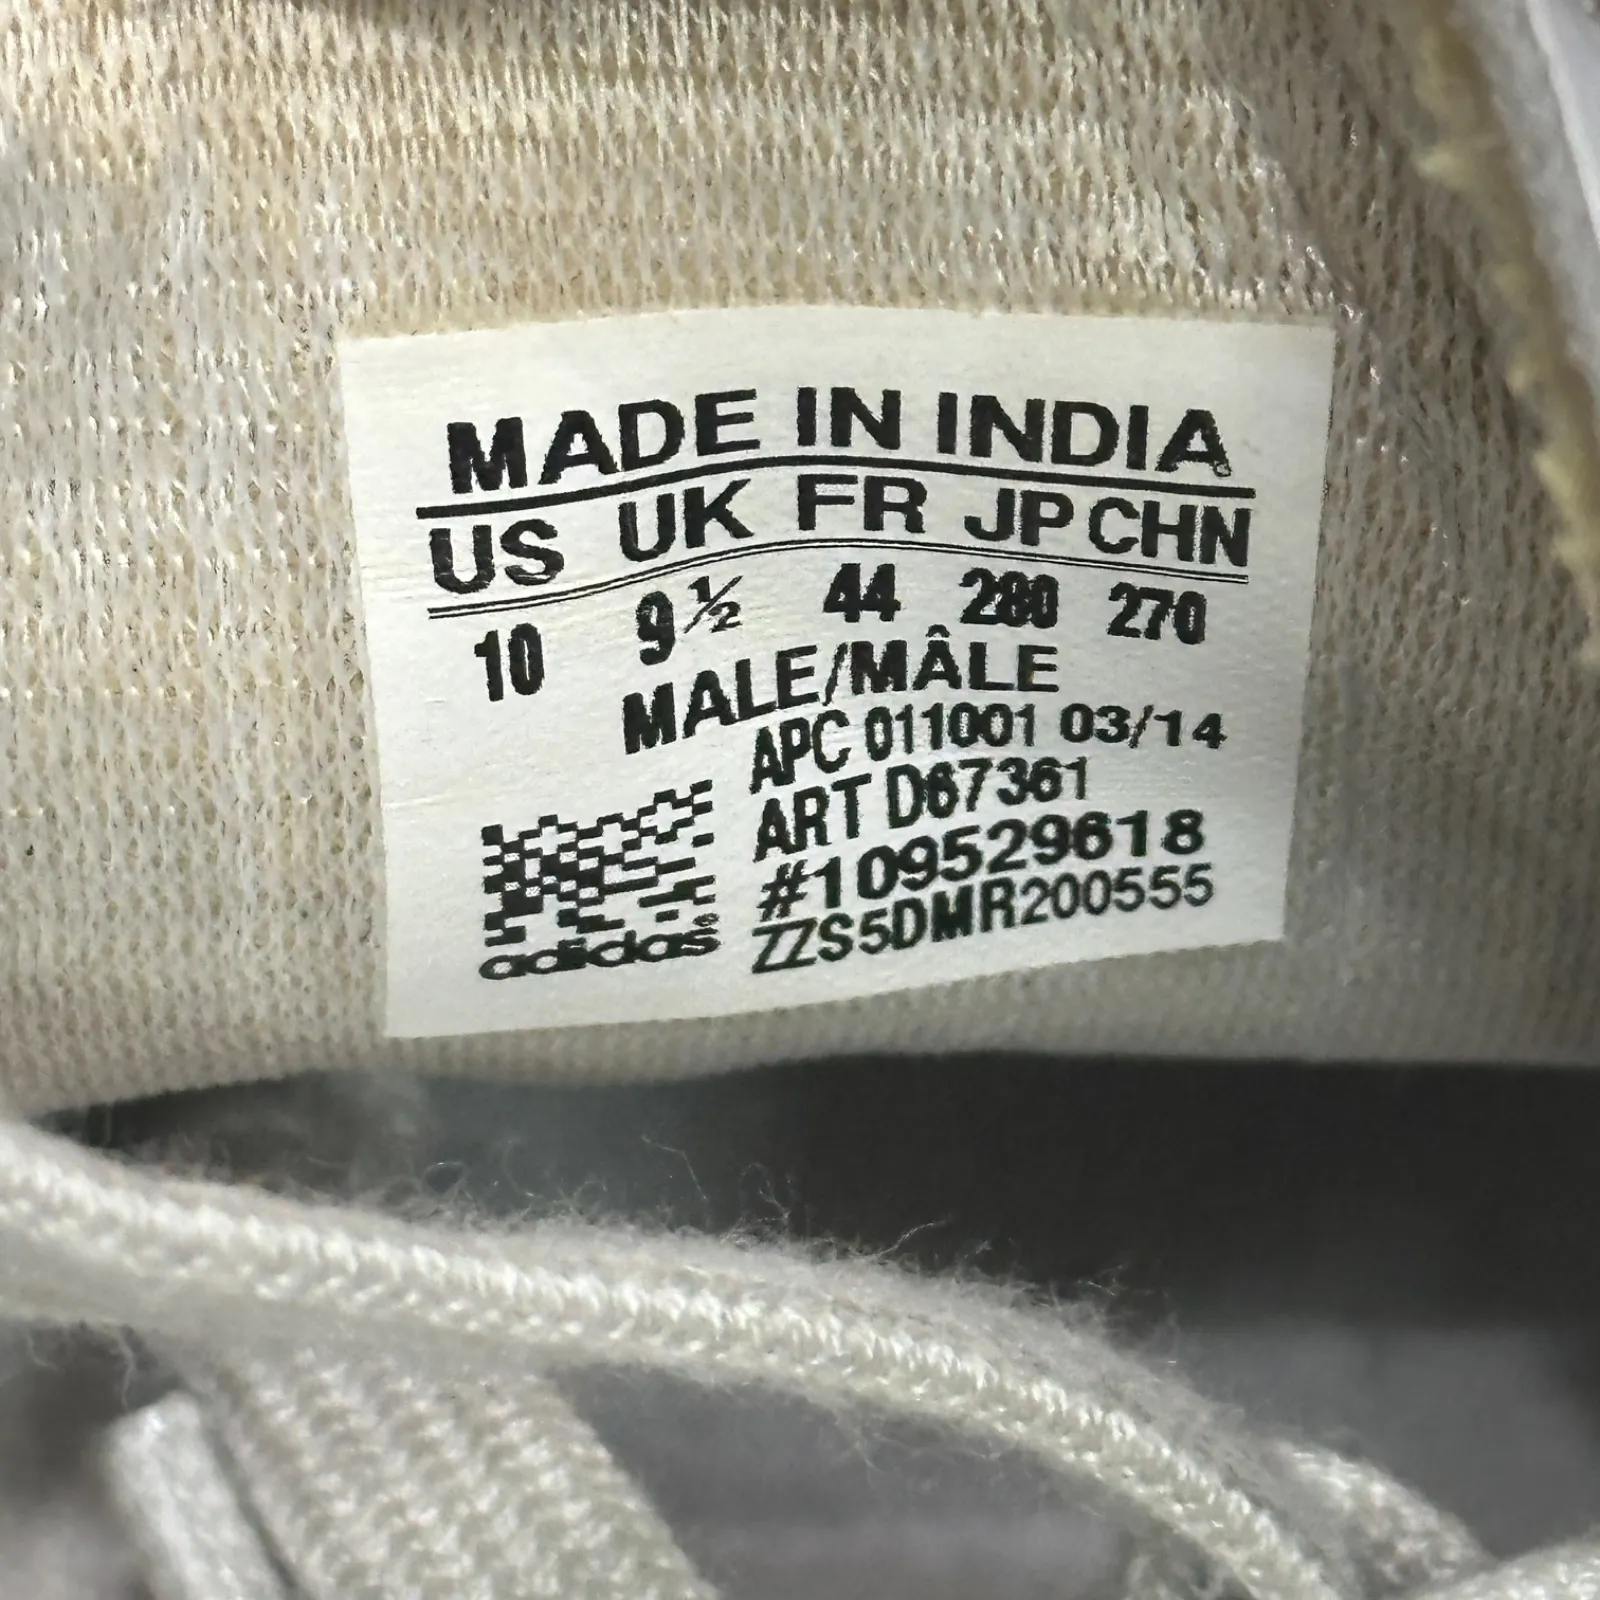 MADE IN INDIA
US UK FR JP CHN
10 9½ 44 280 270
MALE/MÂLE
APC 011001 03/14
ART D67361
#109529618
ZZS5DMR200555
adidas